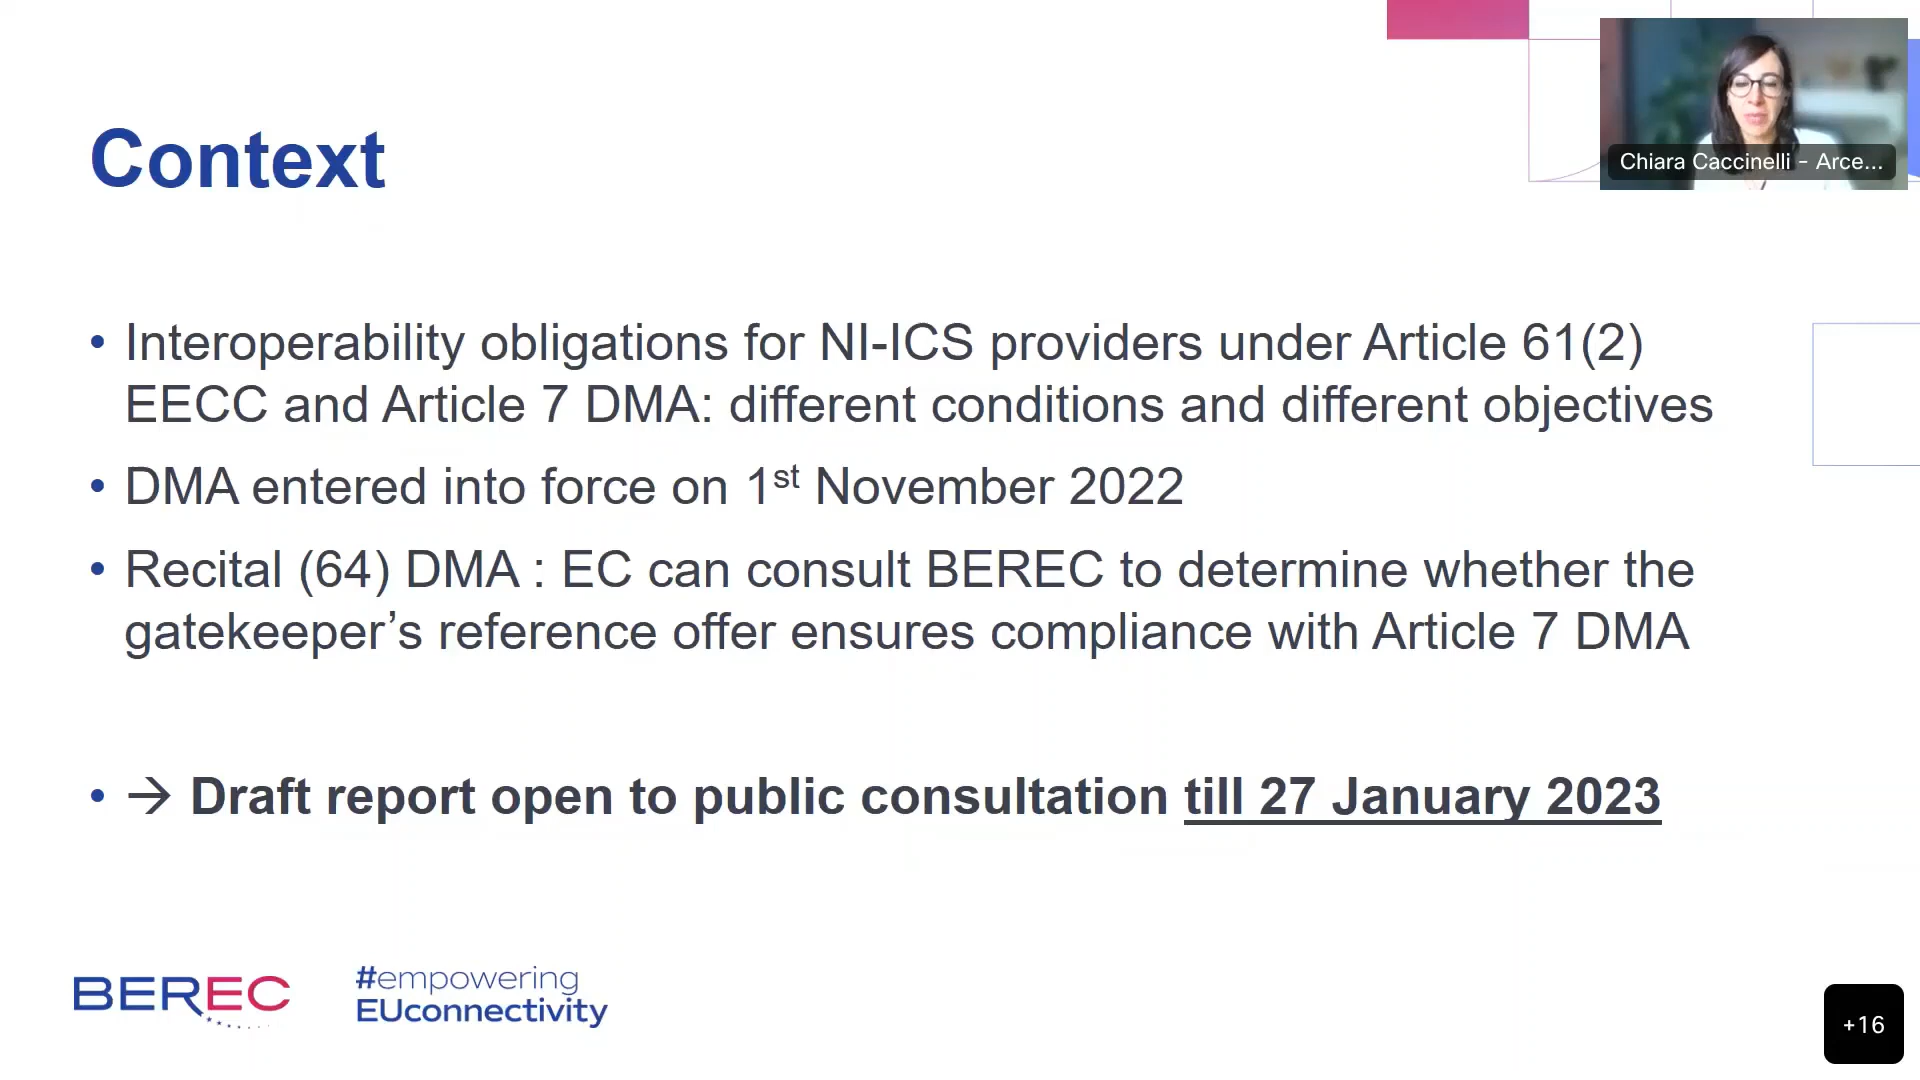 Chiara Caccinelli - Arce...
Context
• Interoperability obligations for NI-ICS providers under Article 61(2)
EECC and Article 7 DMA: different conditions and different objectives
• DMA entered into force on 1st November 2022
• Recital (64) DMA : EC can consult BEREC to determine whether the
gatekeeper’s reference offer ensures compliance with Article 7 DMA
• → Draft report open to public consultation till 27 January 2023
BEREC
#empowering
EUconnectivity
+16